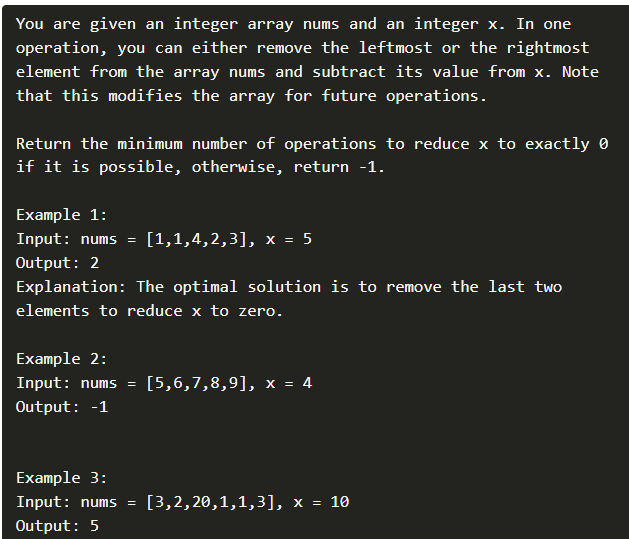 You are given an integer array nums and an integer x. In one
operation, you can either remove the leftmost or the rightmost
element from the array nums and subtract its value from x. Note
that this modifies the array for future operations.
Return the minimum number of operations to reduce x to exactly 0
if it is possible, otherwise, return -1.
Example 1:
Input: nums = [1,1,4,2,3], x = 5
Output: 2
Explanation: The optimal solution is to remove the last two
elements to reduce x to zero.
Example 2:
Input: nums = [5,6,7,8,9], x = 4
Output: -1
Example 3:
Input: nums = [3,2,20,1,1,3], x = 10
Output: 5